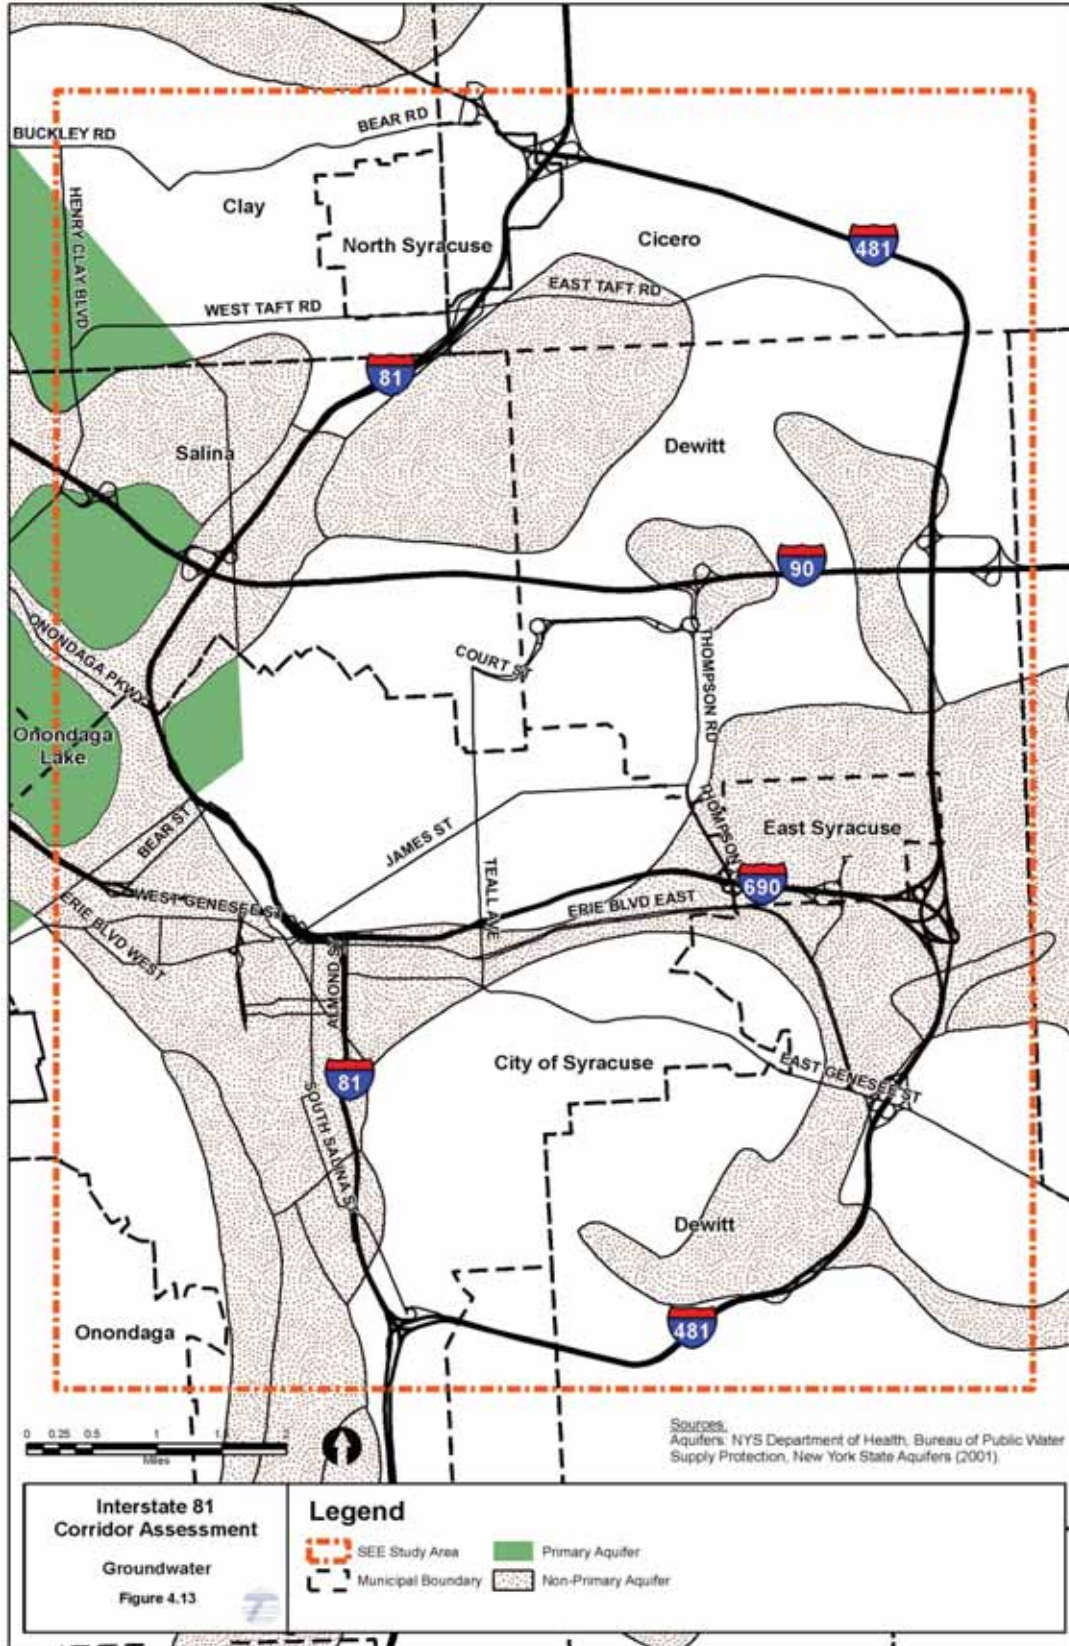 BUCKLEY RD
BEAR RD
HENRY CLAY BLVD
Clay
North Syracuse
Cicero
481
WEST TAFT RD
EAST TAFT RD
81
Salina
Dewitt
90
ONONDAGA PKWY
COURT ST
THOMPSON RD
Onondaga
Lake
BEAR ST
JAMES ST
THOMPSON
East Syracuse
TEALL AVE
690
WEST GENESEE ST
ERIE BLVD EAST
ERIE BLVD WEST
ALMOND ST
City of Syracuse
EAST GENESEE ST
81
SOUTH SALINA ST
Dewitt
481
Onondaga
0 0.25 0.5 1 1.5 2
Miles
Sources:
Aquifers: NYS Department of Health, Bureau of Public Water
Supply Protection, New York State Aquifers (2001).
Interstate 81
Corridor Assessment
Groundwater
Figure 4.13
Legend
SEE Study Area
Primary Aquifer
Municipal Boundary
Non-Primary Aquifer